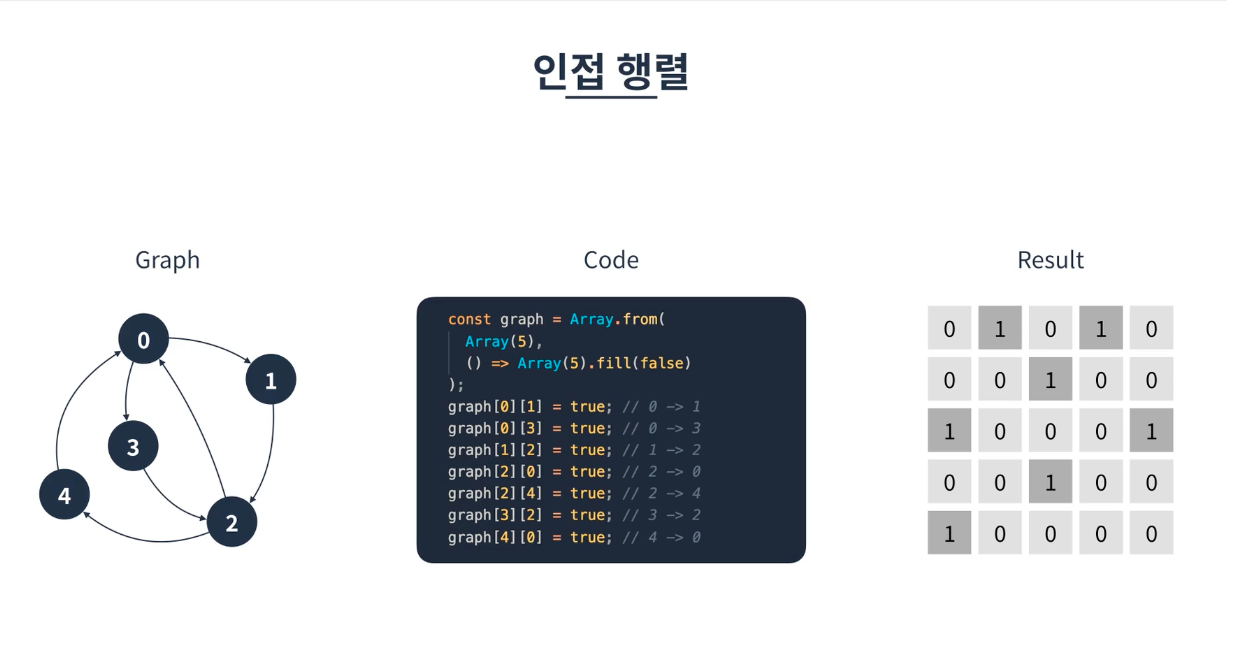 인접 행렬
Graph
0
1
3
4
2
Code
const graph = Array.from(
  Array(5),
  () => Array(5).fill(false)
);
graph[0][1] = true; // 0 -> 1
graph[0][3] = true; // 0 -> 3
graph[1][2] = true; // 1 -> 2
graph[2][0] = true; // 2 -> 0
graph[2][4] = true; // 2 -> 4
graph[3][2] = true; // 3 -> 2
graph[4][0] = true; // 4 -> 0
Result
0 1 0 1 0
0 0 1 0 0
1 0 0 0 1
0 0 1 0 0
1 0 0 0 0